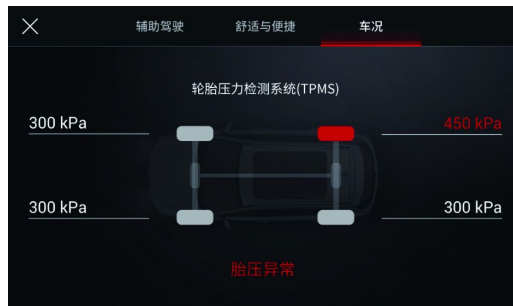 辅助驾驶 舒适与便捷 车况
轮胎压力检测系统(TPMS)
300 kPa 450 kPa
300 kPa 300 kPa
胎压异常